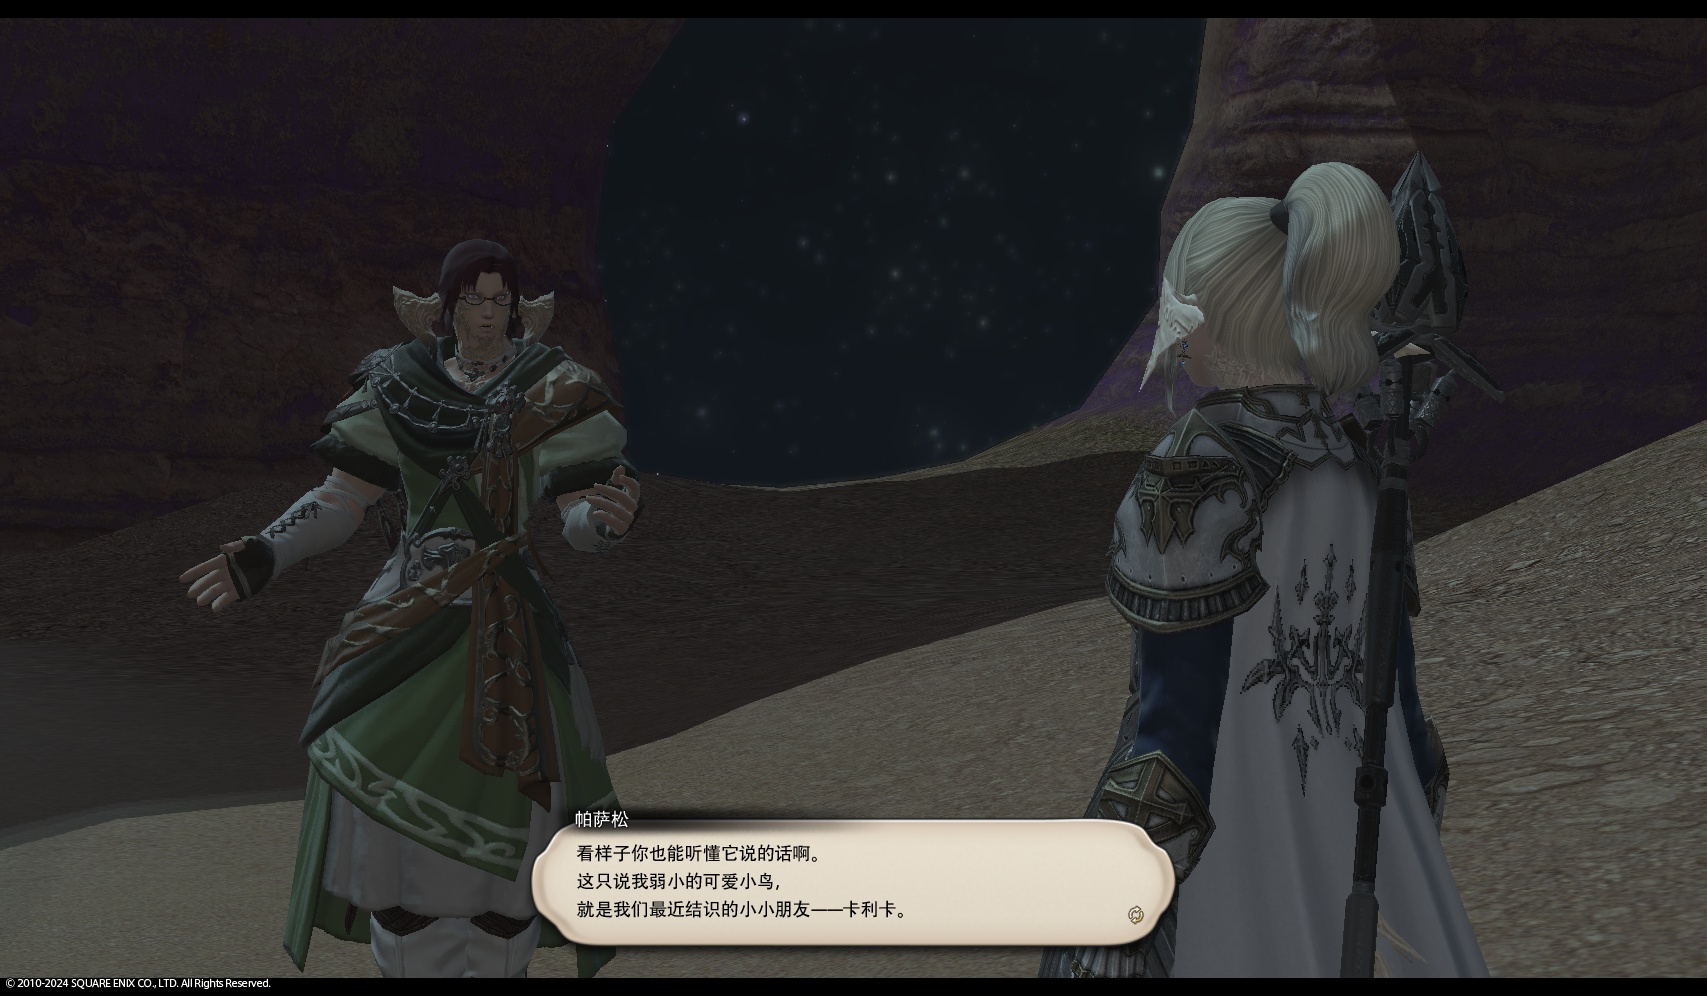 帕萨松
看样子你也能听懂它说的话啊。
这只说我弱小的可爱小鸟，
就是我们最近结识的小小朋友——卡利卡。
© 2010-2024 SQUARE ENIX CO., LTD. All Rights Reserved.